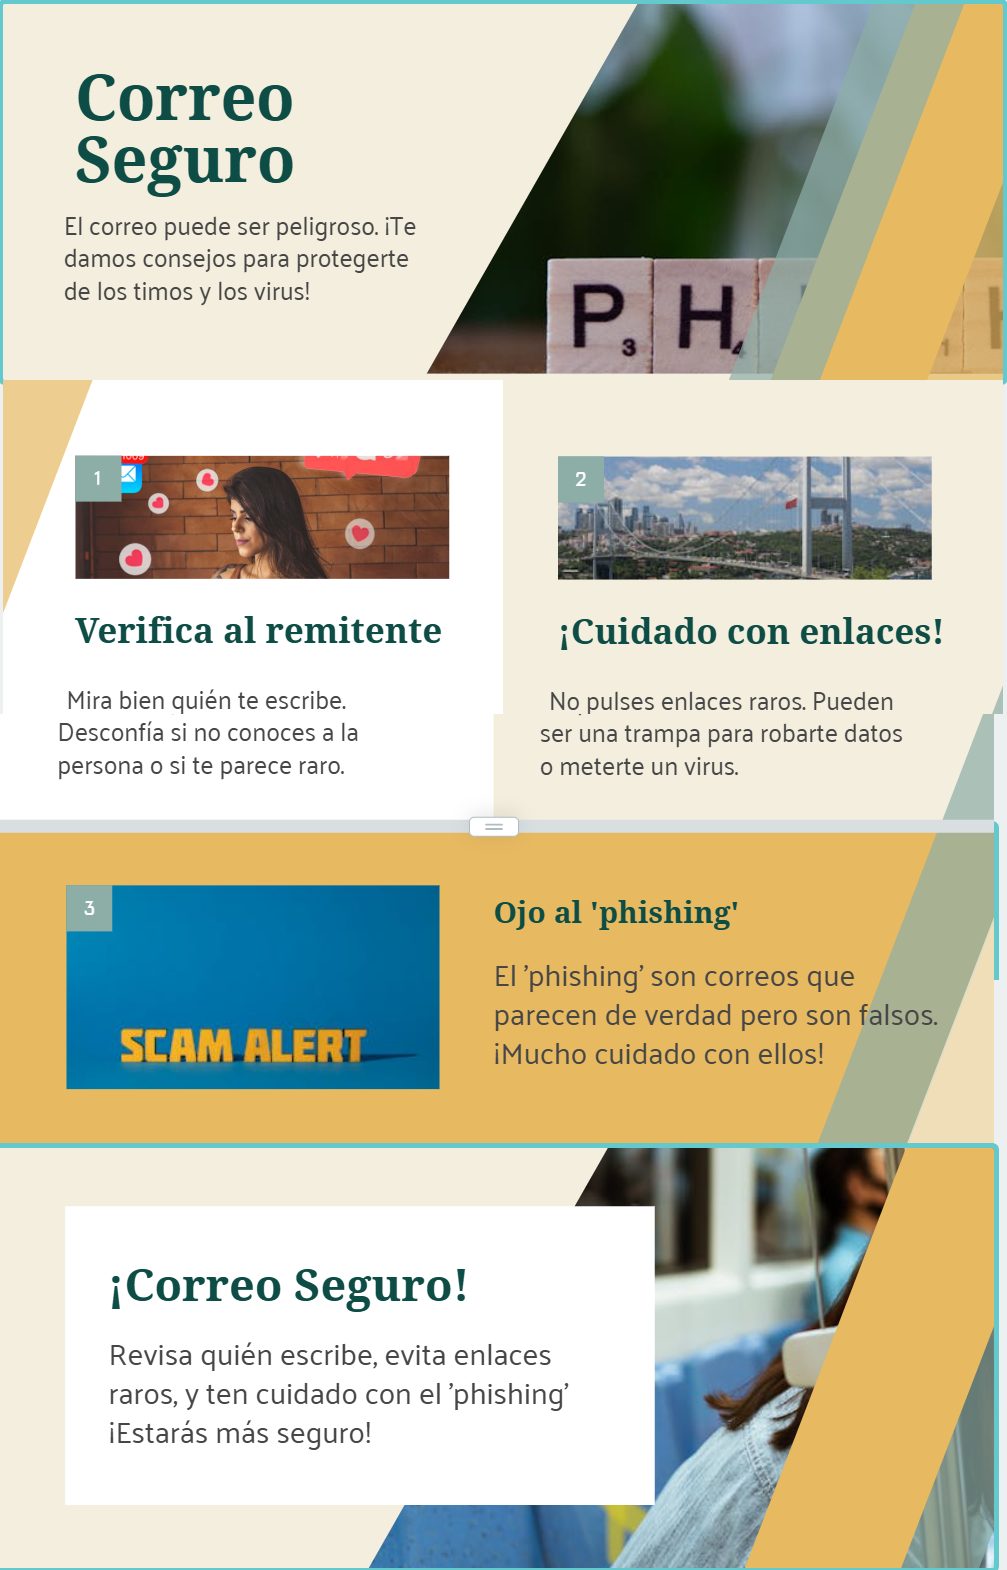 Correo
Seguro
El correo puede ser peligroso. ¡Te
damos consejos para protegerte
de los timos y los virus!
P H
3 4
1
1
2
Verifica al remitente
¡Cuidado con enlaces!
Mira bien quién te escribe.
Desconfía si no conoces a la
persona o si te parece raro.
No pulses enlaces raros. Pueden
ser una trampa para robarte datos
o meterte un virus.
3
SCAM ALERT
Ojo al 'phishing'
El 'phishing' son correos que
parecen de verdad pero son falsos.
¡Mucho cuidado con ellos!
¡Correo Seguro!
Revisa quién escribe, evita enlaces
raros, y ten cuidado con el 'phishing'
¡Estarás más seguro!